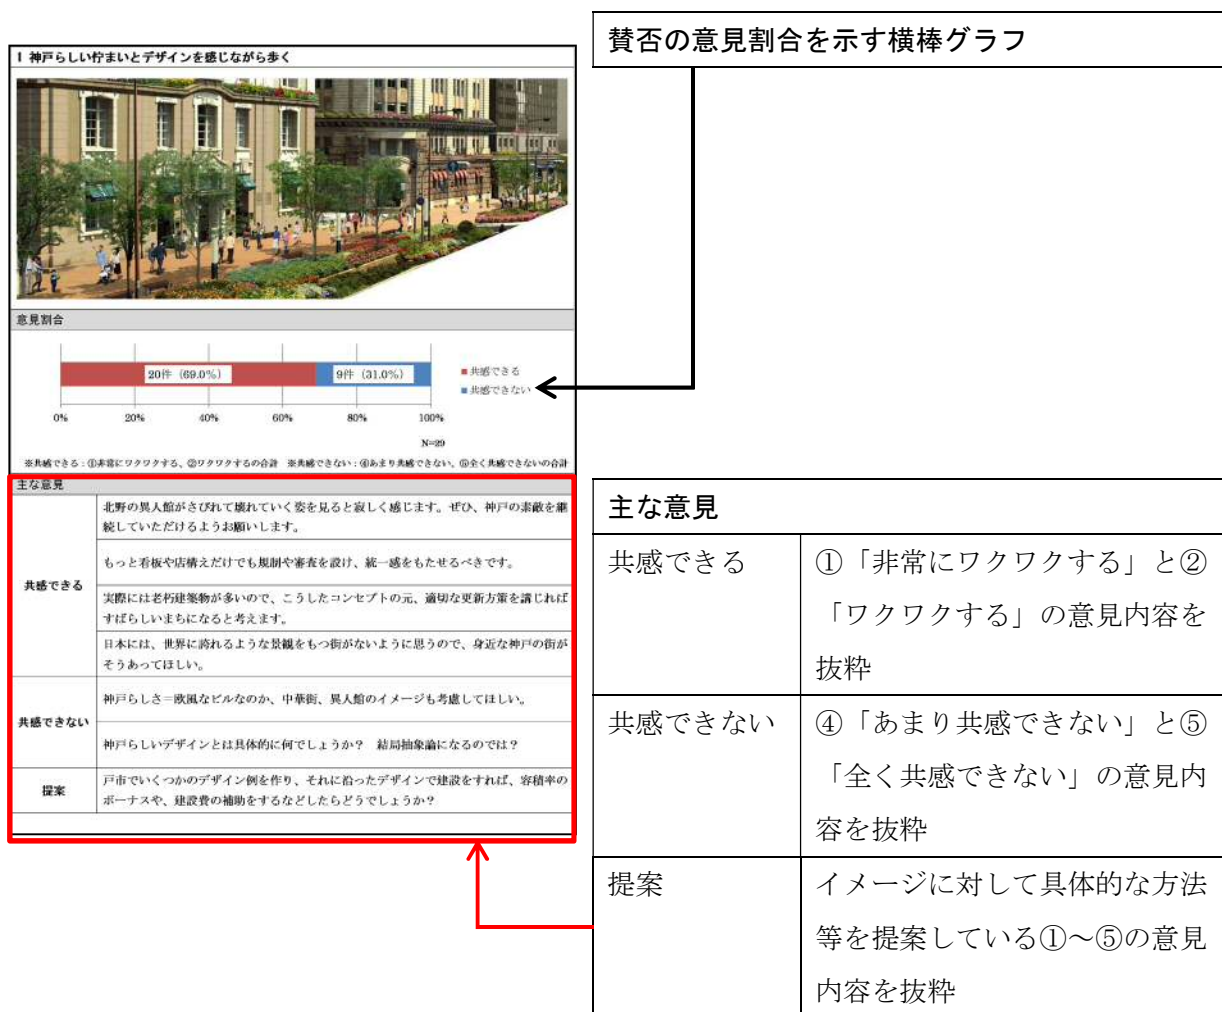 賛否の意見割合を示す横棒グラフ
1 神戸らしい佇まいとデザインを感じながら歩く
意見割合
20件（69.0%） 9件（31.0%）
■共感できる
■共感できない
0% 20% 40% 60% 80% 100%
N=29
※共感できる：①非常にワクワクする、②ワクワクするの合計 ※共感できない：④あまり共感できない、⑤全く共感できないの合計
主な意見
共感できる
北野の異人館がさびれて壊れていく姿を見ると寂しく感じます。ぜひ、神戸の素敵を継
続していただけるようお願いします。
もっと看板や店構えだけでも規制や審査を設け、統一感をもたせるべきです。
実際には老朽建築物が多いので、こうしたコンセプトの元、適切な更新方策を講じれば
すばらしいまちになると考えます。
日本には、世界に誇れるような景観をもつ街がないように思うので、身近な神戸の街が
そうあってほしい。
共感できない
神戸らしさ＝欧風なビルなのか、中華街、異人館のイメージも考慮してほしい。
神戸らしいデザインとは具体的に何でしょうか？ 結局抽象論になるのでは？
提案
戸市でいくつかのデザイン例を作り、それに沿ったデザインで建設をすれば、容積率の
ボーナスや、建設費の補助をするなどしたらどうでしょうか？
主な意見
共感できる
①「非常にワクワクする」と②
「ワクワクする」の意見内容を
抜粋
共感できない
④「あまり共感できない」と⑤
「全く共感できない」の意見内
容を抜粋
提案
イメージに対して具体的な方法
等を提案している①～⑤の意見
内容を抜粋